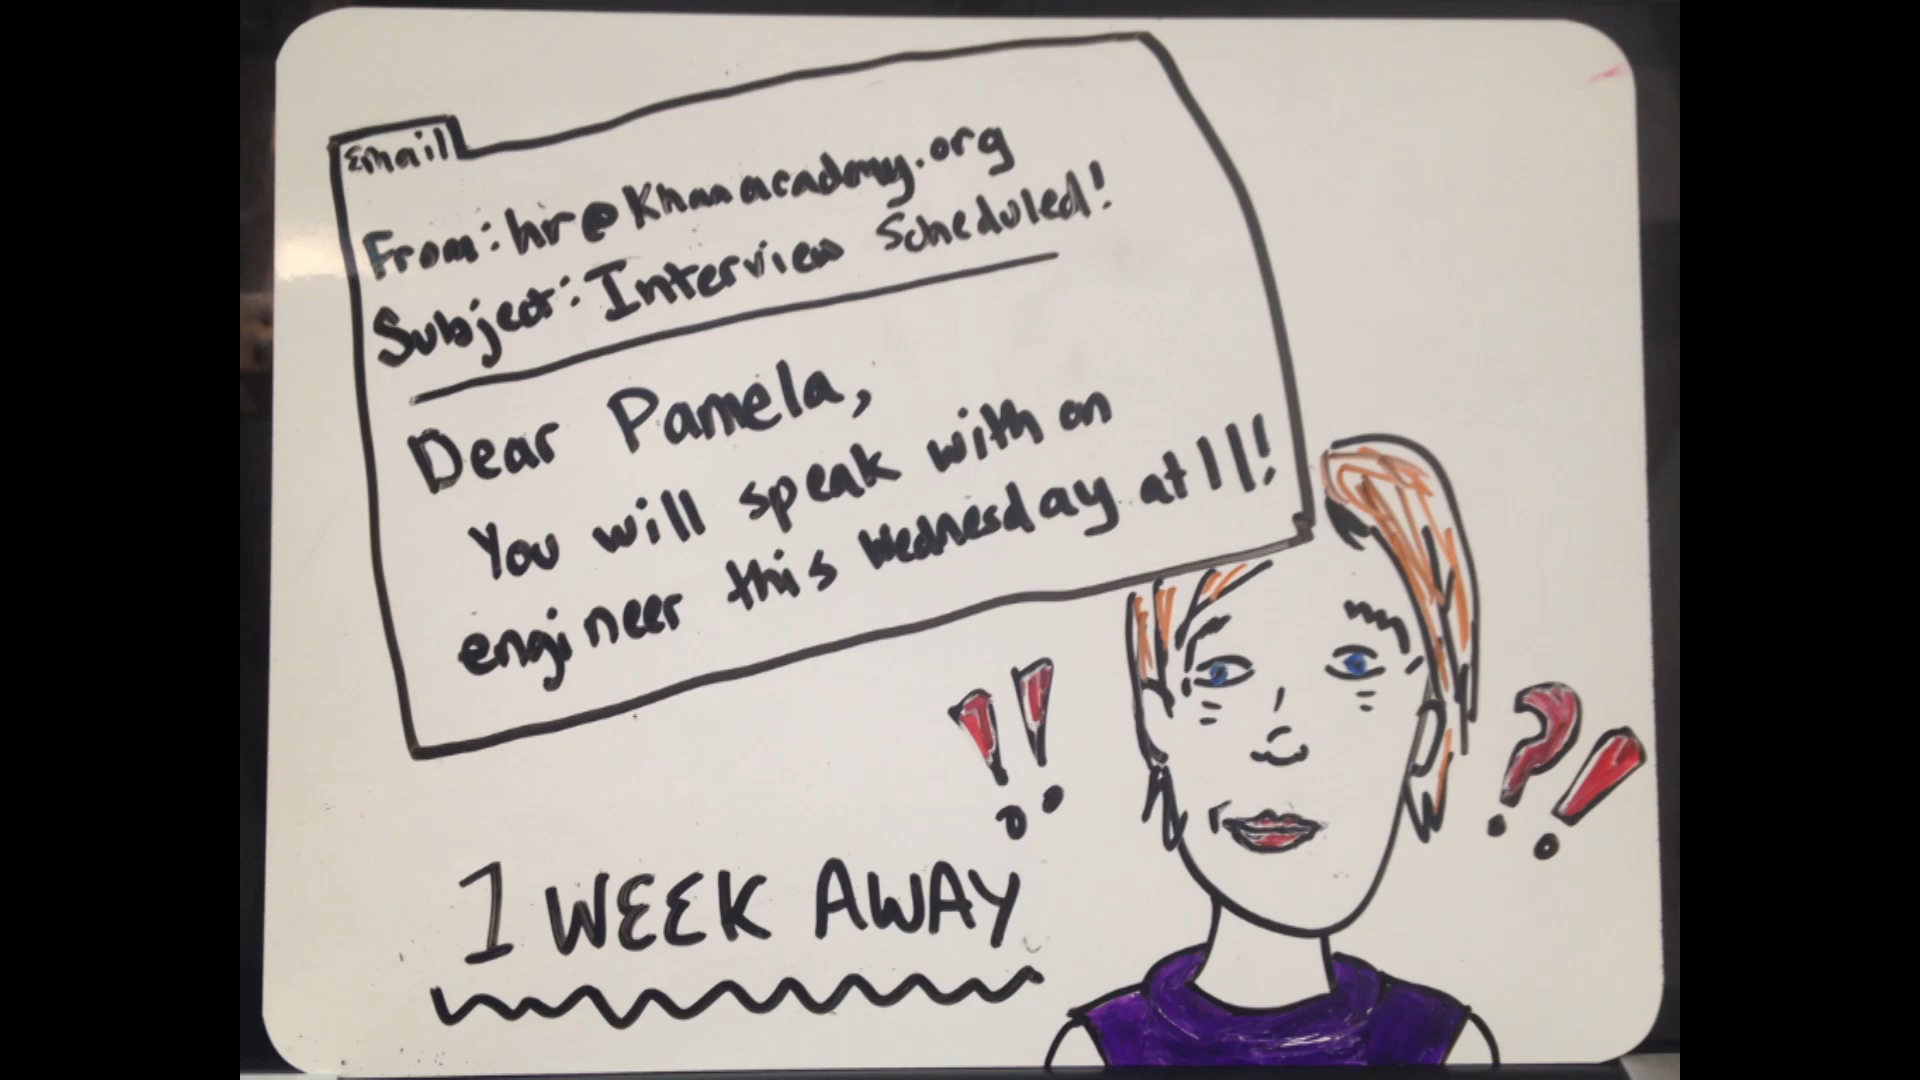 Email
From: hr@khanacademy.org
Subject: Interview Scheduled!
Dear Pamela,
You will speak with an
engineer this Wednesday at 11!
!!
?!
1 WEEK AWAY